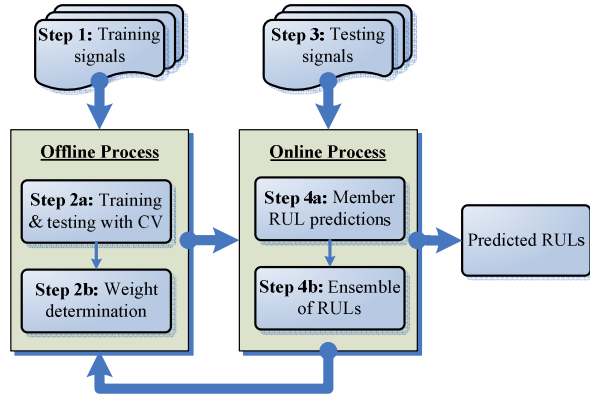 Step 1: Training
signals
Step 3: Testing
signals
Offline Process
Step 2a: Training
& testing with CV
Step 2b: Weight
determination
Online Process
Step 4a: Member
RUL predictions
Step 4b: Ensemble
of RULs
Predicted RULs